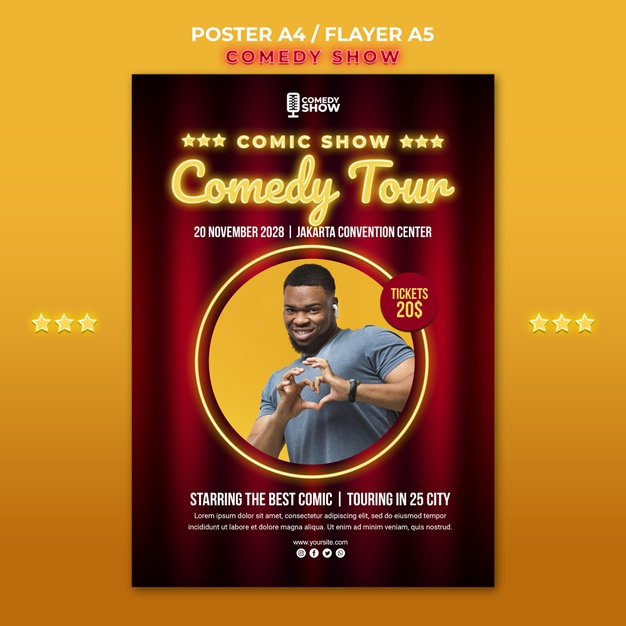 POSTER A4 / FLAYER A5
COMEDY SHOW
COMEDY
SHOW
COMIC SHOW
Comedy Tour
20 NOVEMBER 2028 | JAKARTA CONVENTION CENTER
TICKETS
20$
STARRING THE BEST COMIC | TOURING IN 25 CITY
Lorem ipsum dolor sit amet, consectetur adipiscing elit, sed do eiusmod tempor
incididunt ut labore et dolore magna aliqua. Ut enim ad minim veniam, quis nostrud.
www.yoursite.com